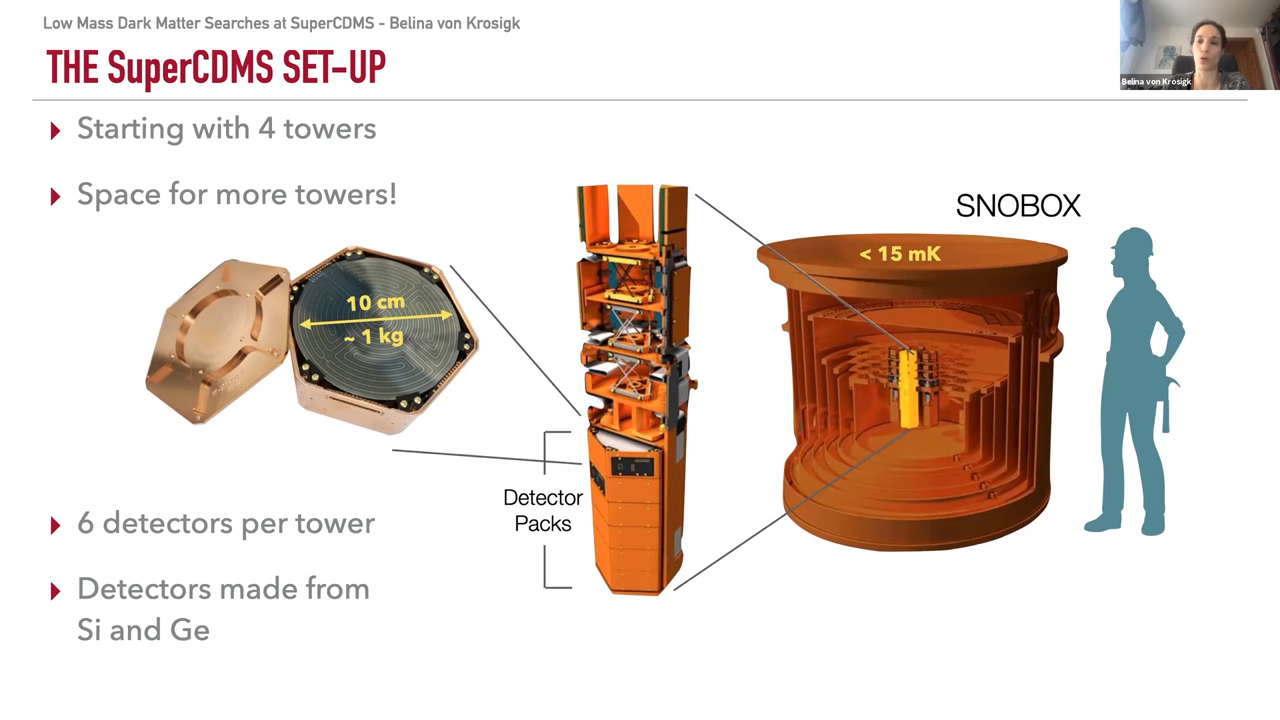 Low Mass Dark Matter Searches at SuperCDMS - Belina von Krosigk
THE SuperCDMS SET-UP
Belina von Krosigk
Starting with 4 towers
Space for more towers!
10 cm
~ 1 kg
SNOBOX
< 15 mK
Detector
Packs
6 detectors per tower
Detectors made from
Si and Ge